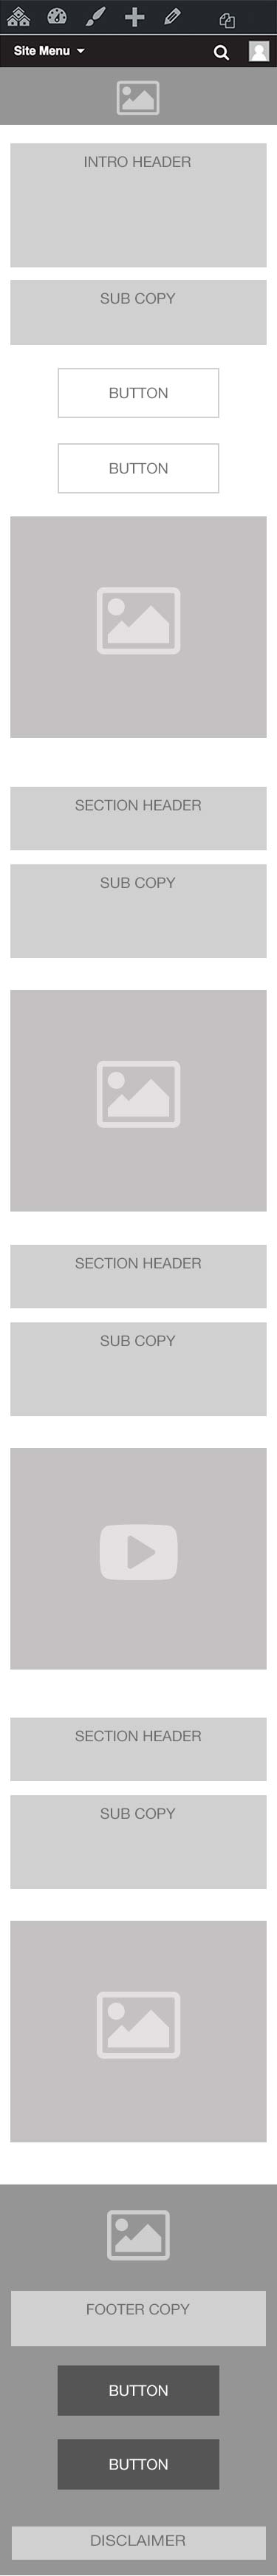 Site Menu
INTRO HEADER
SUB COPY
BUTTON
BUTTON
SECTION HEADER
SUB COPY
SECTION HEADER
SUB COPY
SECTION HEADER
SUB COPY
FOOTER COPY
BUTTON
BUTTON
DISCLAIMER